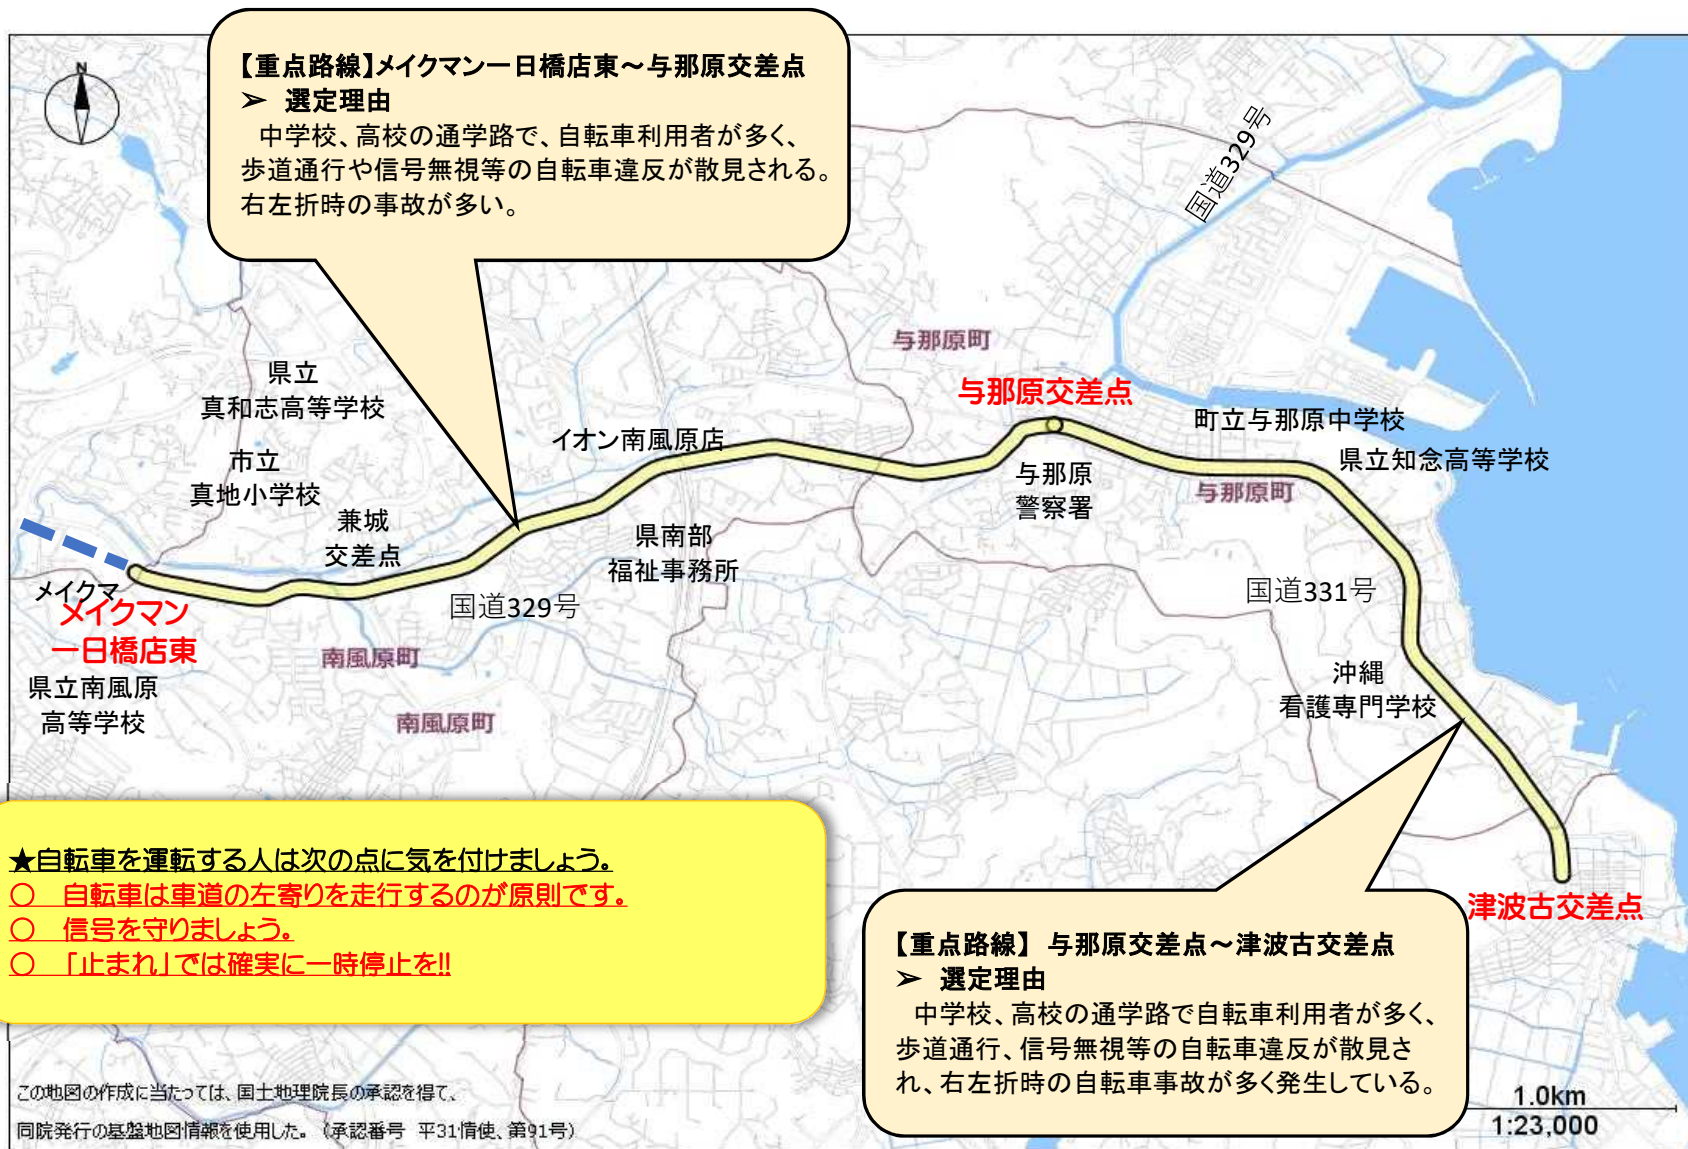 N
【重点路線】メイクマン一日橋店東～与那原交差点
➢ 選定理由
中学校、高校の通学路で、自転車利用者が多く、
歩道通行や信号無視等の自転車違反が散見される。
右左折時の事故が多い。
国道329号
与那原町
県立
真和志高等学校
与那原交差点
町立与那原中学校
イオン南風原店
県立知念高等学校
市立
真地小学校
与那原
警察署
与那原町
兼城
交差点
県南部
福祉事務所
メイクマ
メイクマン
一日橋店東
国道329号
国道331号
南風原町
県立南風原
高等学校
南風原町
沖縄
看護専門学校
★自転車を運転する人は次の点に気を付けましょう。
○ 自転車は車道の左寄りを走行するのが原則です。
○ 信号を守りましょう。
○ 「止まれ」では確実に一時停止を!!
津波古交差点
【重点路線】 与那原交差点～津波古交差点
➢ 選定理由
中学校、高校の通学路で自転車利用者が多く、
歩道通行、信号無視等の自転車違反が散見さ
れ、右左折時の自転車事故が多く発生している。
この地図の作成に当たっては、国土地理院長の承認を得て、
同院発行の基盤地図情報を使用した。（承認番号 平31情使、第91号）
1.0km
1:23,000